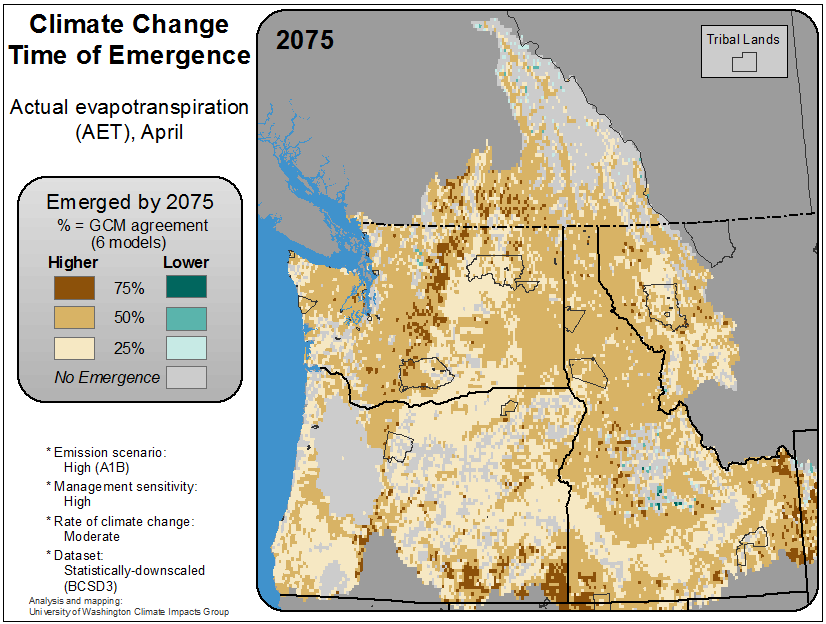 Climate Change
Time of Emergence
Actual evapotranspiration
(AET), April
Emerged by 2075
% = GCM agreement
(6 models)
Higher Lower
75%
50%
25%
No Emergence
* Emission scenario:
High (A1B)
* Management sensitivity:
High
* Rate of climate change:
Moderate
* Dataset:
Statistically-downscaled
(BCSD3)
Analysis and mapping:
University of Washington Climate Impacts Group
2075
Tribal Lands